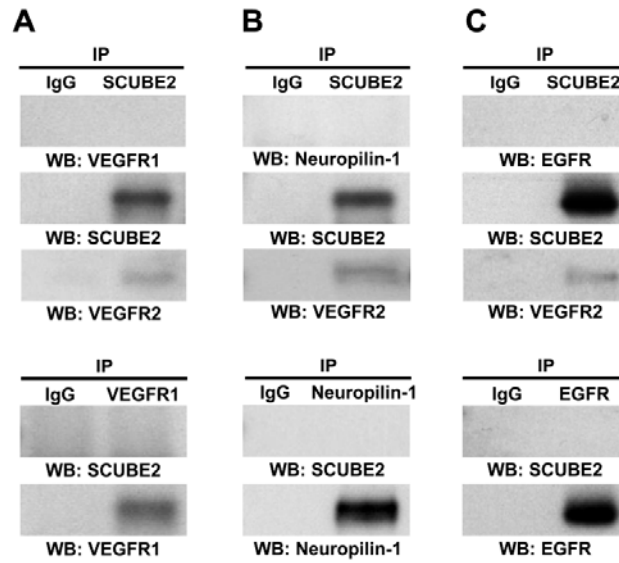 A B C
IP IP IP
IgG SCUBE2 IgG SCUBE2 IgG SCUBE2
WB: VEGFR1 WB: Neuropilin-1 WB: EGFR
WB: SCUBE2 WB: SCUBE2 WB: SCUBE2
WB: VEGFR2 WB: VEGFR2 WB: VEGFR2
IP IP IP
IgG VEGFR1 IgG Neuropilin-1 IgG EGFR
WB: SCUBE2 WB: SCUBE2 WB: SCUBE2
WB: VEGFR1 WB: Neuropilin-1 WB: EGFR